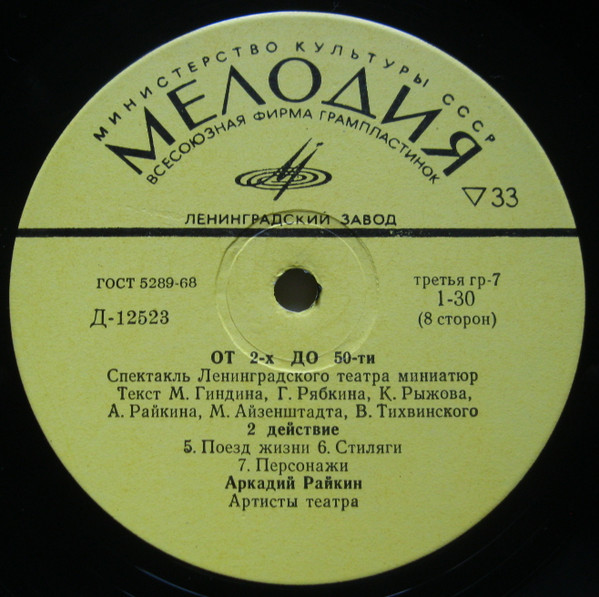 МИНИСТЕРСТВО КУЛЬТУРЫ СССР
МЕЛОДИЯ
ВСЕСОЮЗНАЯ ФИРМА ГРАМПЛАСТИНОК
▽33
ЛЕНИНГРАДСКИЙ ЗАВОД
ГОСТ 5289-68
третья гр-7
Д-12523
1-30
(8 сторон)
ОТ 2-х ДО 50-ти
Спектакль Ленинградского театра миниатюр
Текст М. Гиндина, Г. Рябкина, К. Рыжова,
А. Райкина, М. Айзенштадта, В. Тихвинского
2 действие
5. Поезд жизни 6. Стиляги
7. Персонажи
Аркадий Райкин
Артисты театра